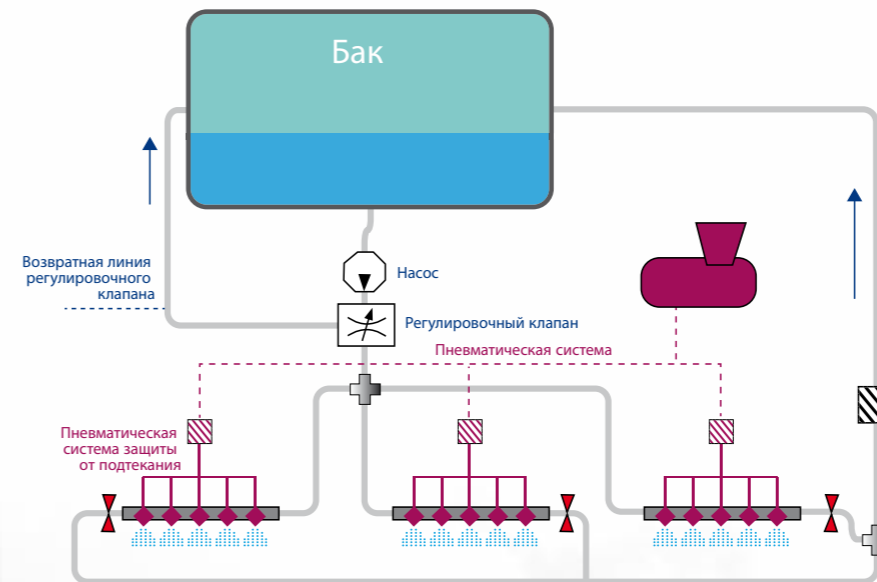 Бак
Возвратная линия
регулировочного
клапана
Насос
Регулировочный клапан
Пневматическая система
Пневматическая
система защиты
от подтекания